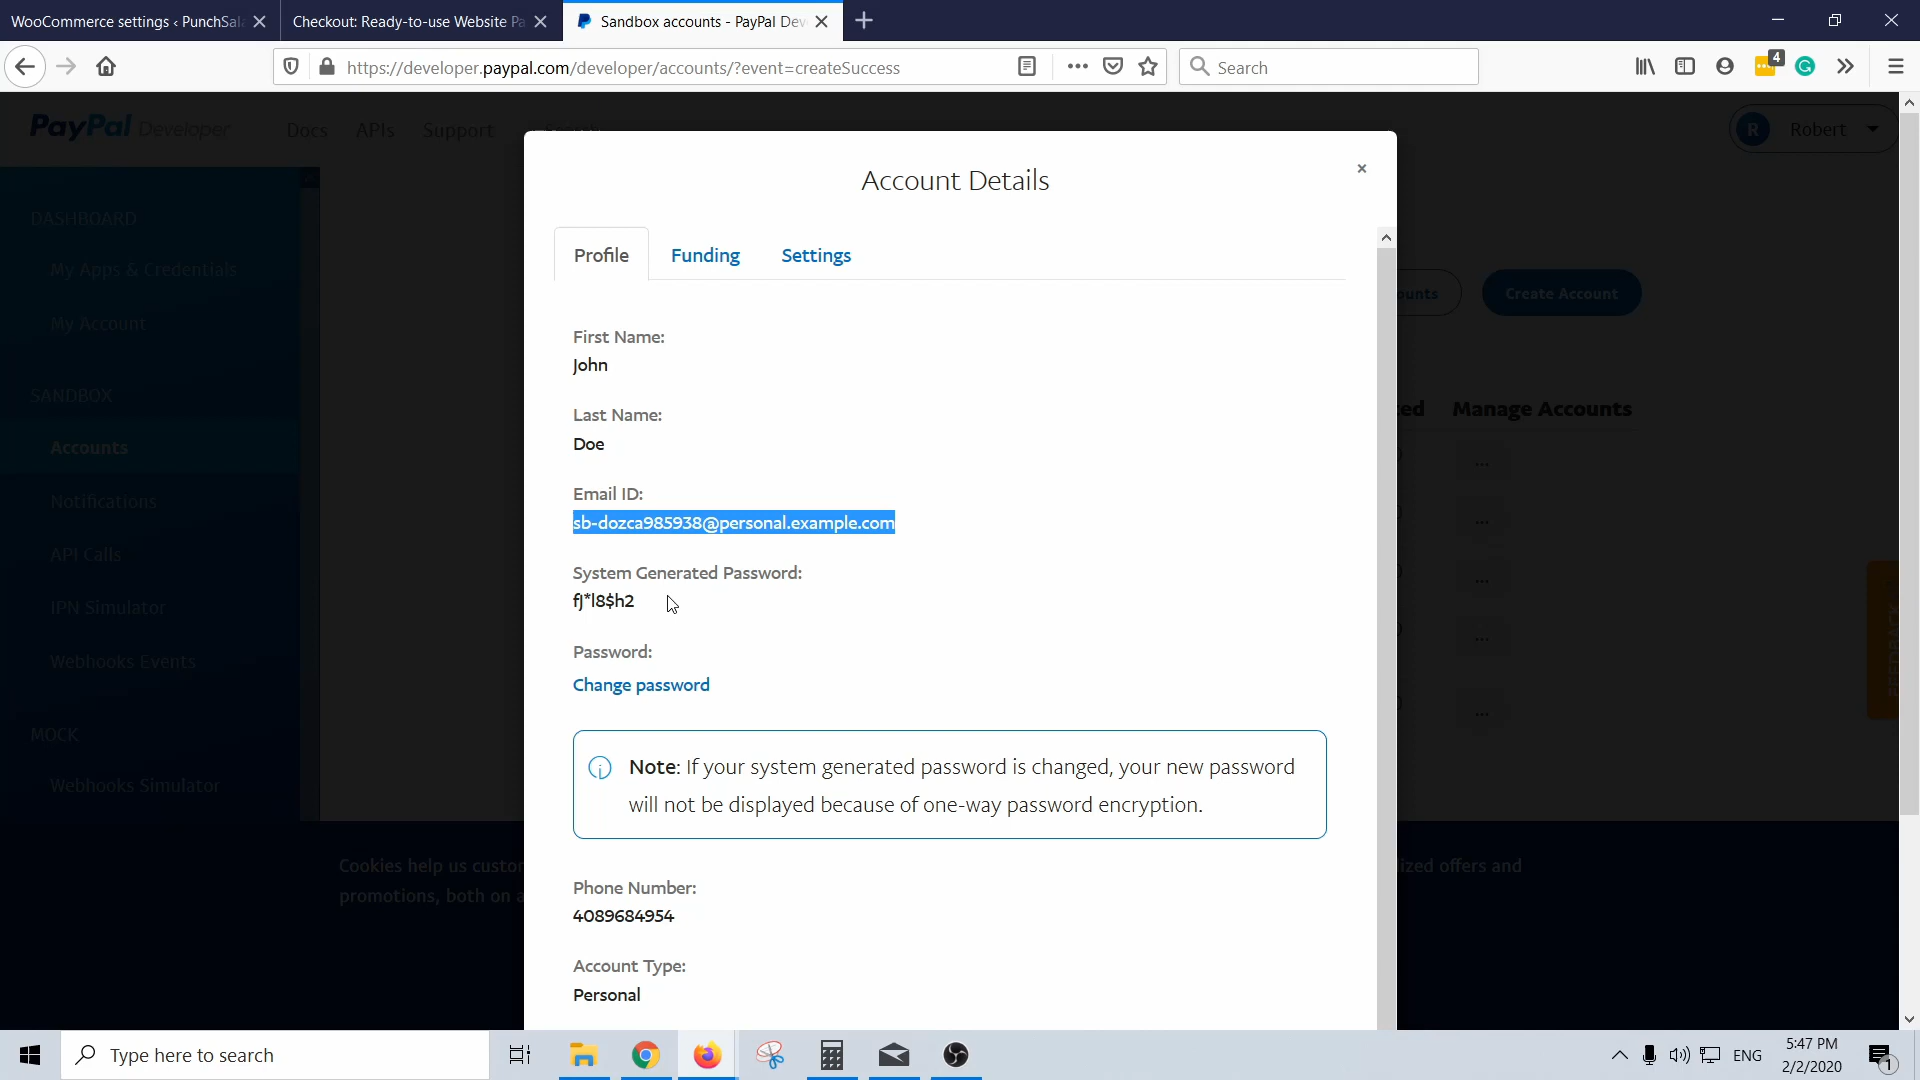 WooCommerce settings ‹ PunchSal
Checkout: Ready-to-use Website Pa
Sandbox accounts - PayPal Dev
https://developer.paypal.com/developer/accounts/?event=createSuccess
Search
4
PayPal Developer
Docs
APIs
Support
R
Robert
Account Details
×
DASHBOARD
My Apps & Credentials
My Account
SANDBOX
Accounts
Notifications
API Calls
IPN Simulator
Webhooks Events
MOCK
Webhooks Simulator
Profile
Funding
Settings
First Name:
John
Last Name:
Doe
Email ID:
sb-dozca985938@personal.example.com
System Generated Password:
fJ*l8$h2
Password:
Change password
Note: If your system generated password is changed, your new password
will not be displayed because of one-way password encryption.
Phone Number:
4089684954
Account Type:
Personal
ounts
Create Account
ed
Manage Accounts
FEEDBACK
Cookies help us custo
ized offers and
promotions, both on
Type here to search
ENG
5:47 PM
2/2/2020
1